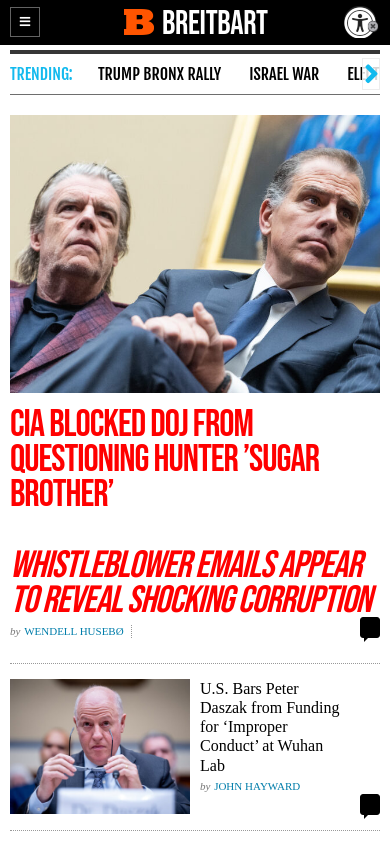 BREITBART
TRENDING: TRUMP BRONX RALLY ISRAEL WAR
CIA BLOCKED DOJ FROM
QUESTIONING HUNTER ’SUGAR
BROTHER’
WHISTLEBLOWER EMAILS APPEAR
TO REVEAL SHOCKING CORRUPTION
by WENDELL HUSEBØ
U.S. Bars Peter
Daszak from Funding
for ‘Improper
Conduct’ at Wuhan
Lab
by JOHN HAYWARD
Dr. Daszak